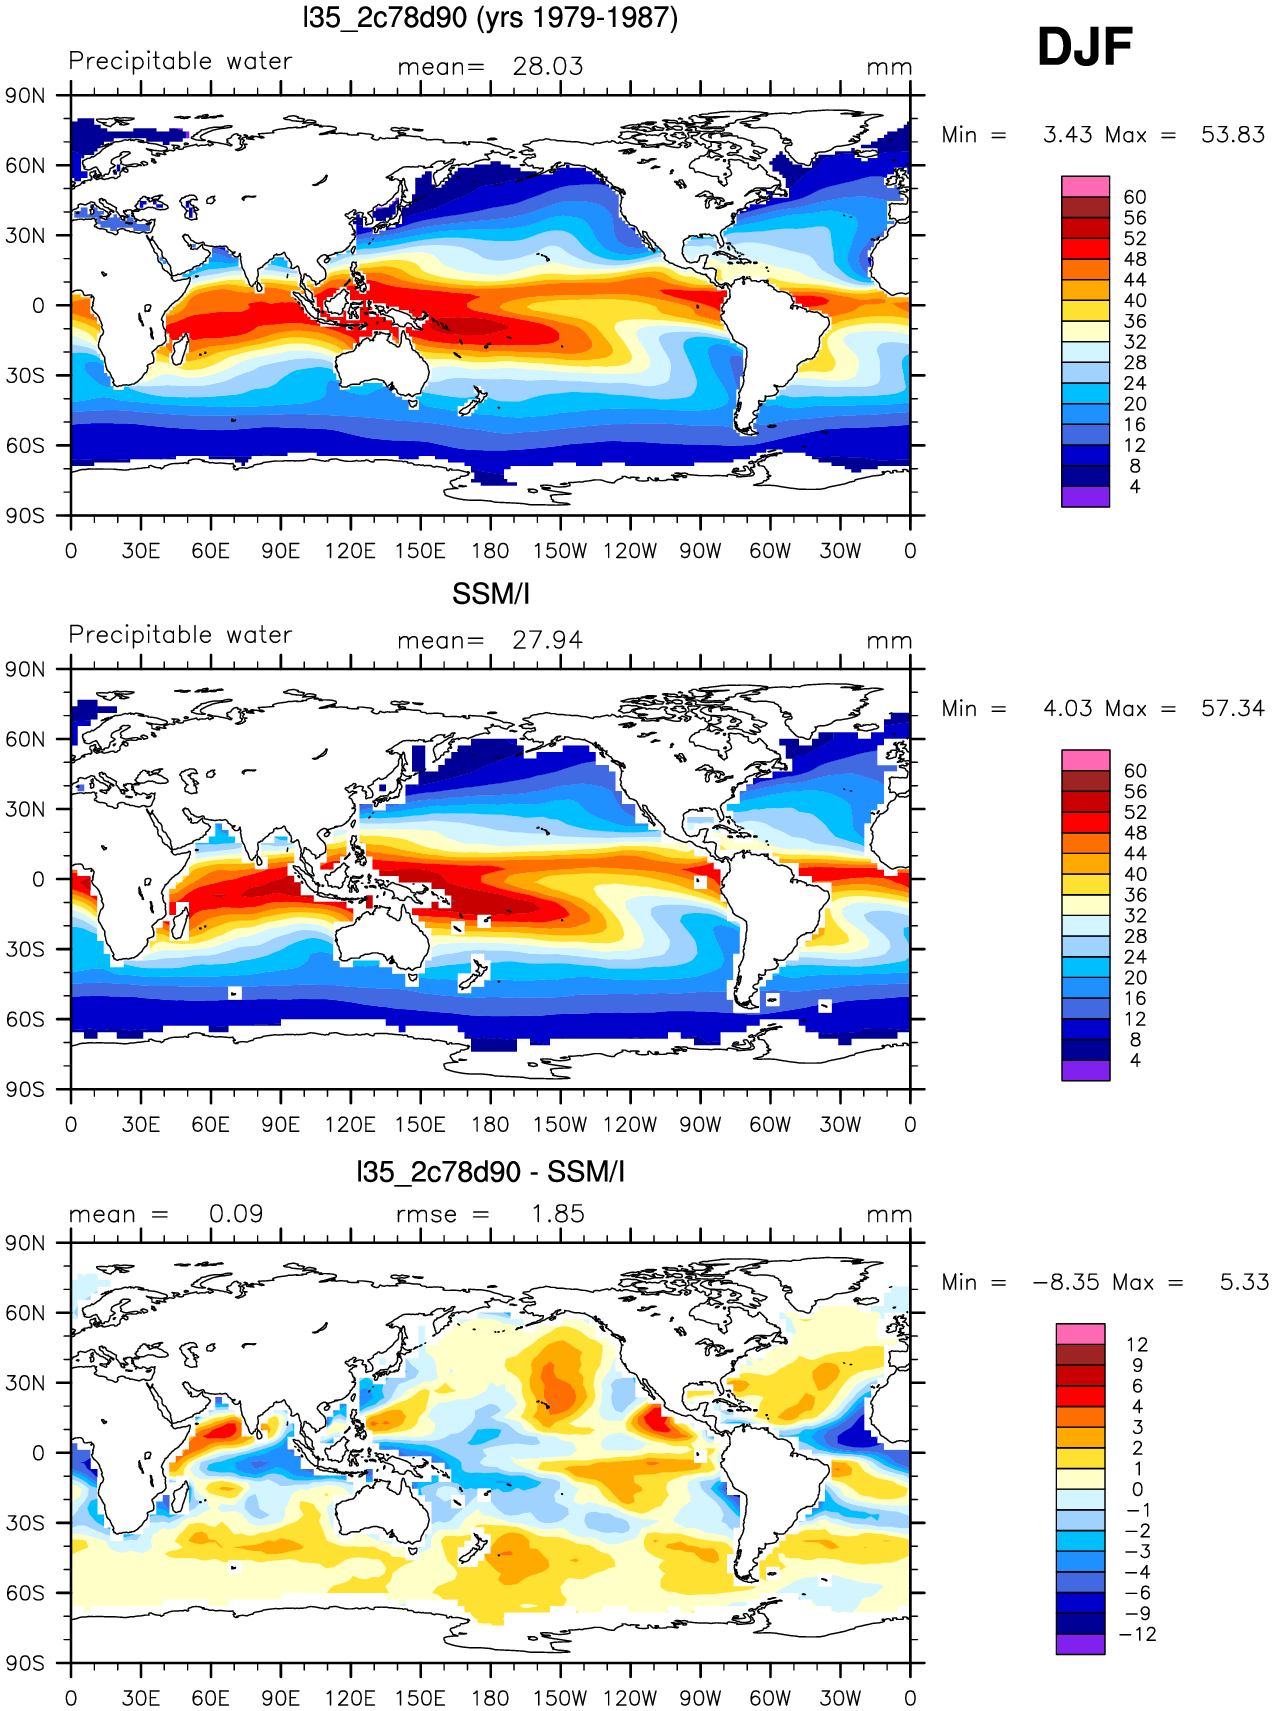 l35_2c78d90 (yrs 1979-1987)
DJF
Precipitable water mean= 28.03 mm
Min = 3.43 Max = 53.83
90N
60N
30N
0
30S
60S
90S
0 30E 60E 90E 120E 150E 180 150W 120W 90W 60W 30W 0
60
56
52
48
44
40
36
32
28
24
20
16
12
8
4
SSM/I
Precipitable water mean= 27.94 mm
Min = 4.03 Max = 57.34
90N
60N
30N
0
30S
60S
90S
0 30E 60E 90E 120E 150E 180 150W 120W 90W 60W 30W 0
60
56
52
48
44
40
36
32
28
24
20
16
12
8
4
l35_2c78d90 - SSM/I
mean = 0.09 rmse = 1.85 mm
Min = −8.35 Max = 5.33
90N
60N
30N
0
30S
60S
90S
0 30E 60E 90E 120E 150E 180 150W 120W 90W 60W 30W 0
12
9
6
4
3
2
1
0
−1
−2
−3
−4
−6
−9
−12